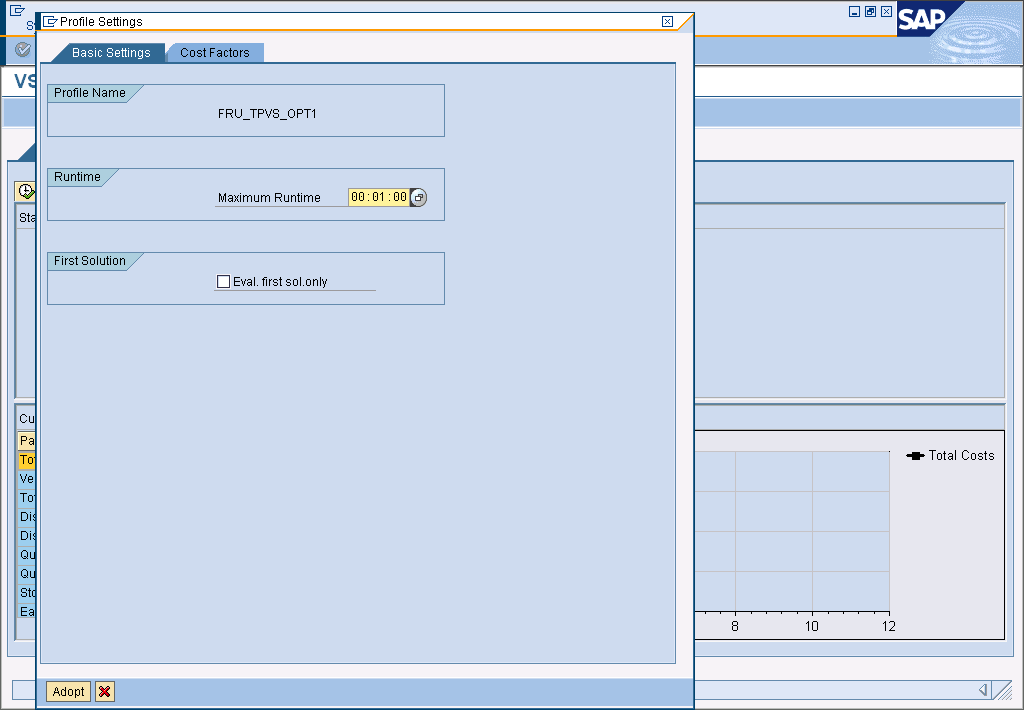 Profile Settings
SAP
Basic Settings
Cost Factors
VS
Profile Name
FRU_TPVS_OPT1
Runtime
Maximum Runtime
00:01:00
Sta
First Solution
Eval. first sol.only
Cu
Pa
Tot
Ve
Tot
Dis
Dis
Qu
Qu
Sto
Ea
Total Costs
8
10
12
Adopt